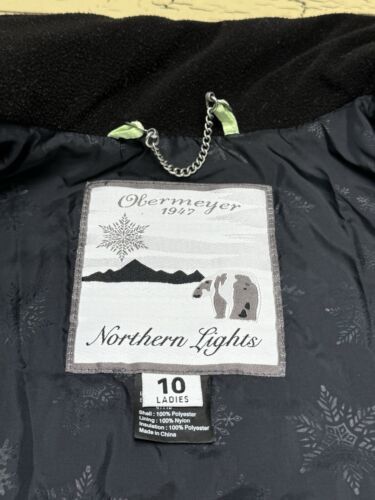 Obermeyer
1947
Northern Lights
10
LADIES
Shell : 100% Polyester
Lining : 100% Nylon
Insulation : 100% Polyester
Made in China